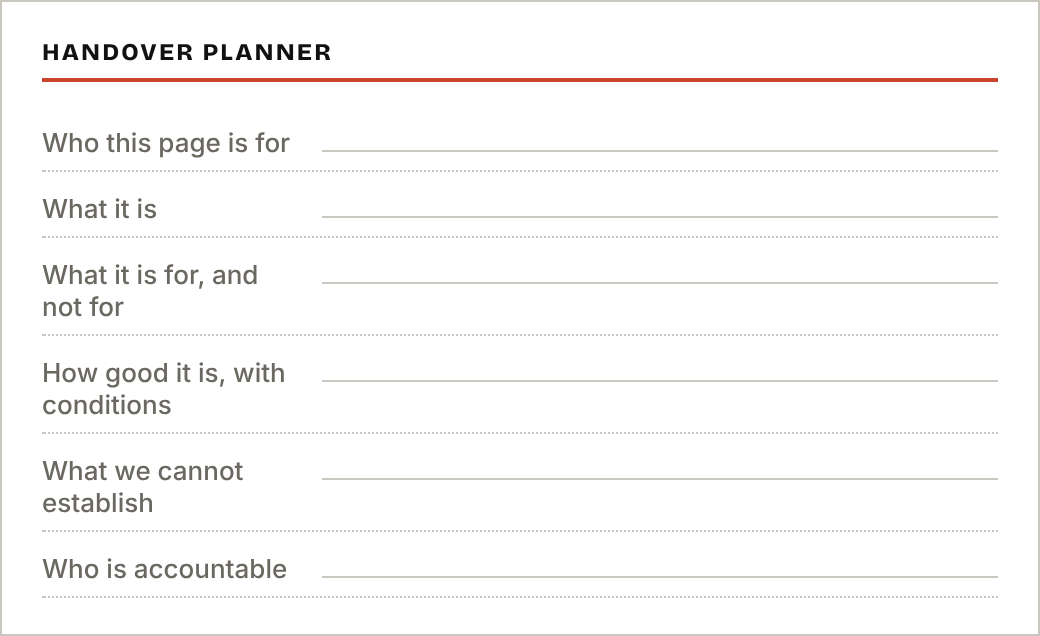 HANDOVER PLANNER
Who this page is for
What it is
What it is for, and
not for
How good it is, with
conditions
What we cannot
establish
Who is accountable